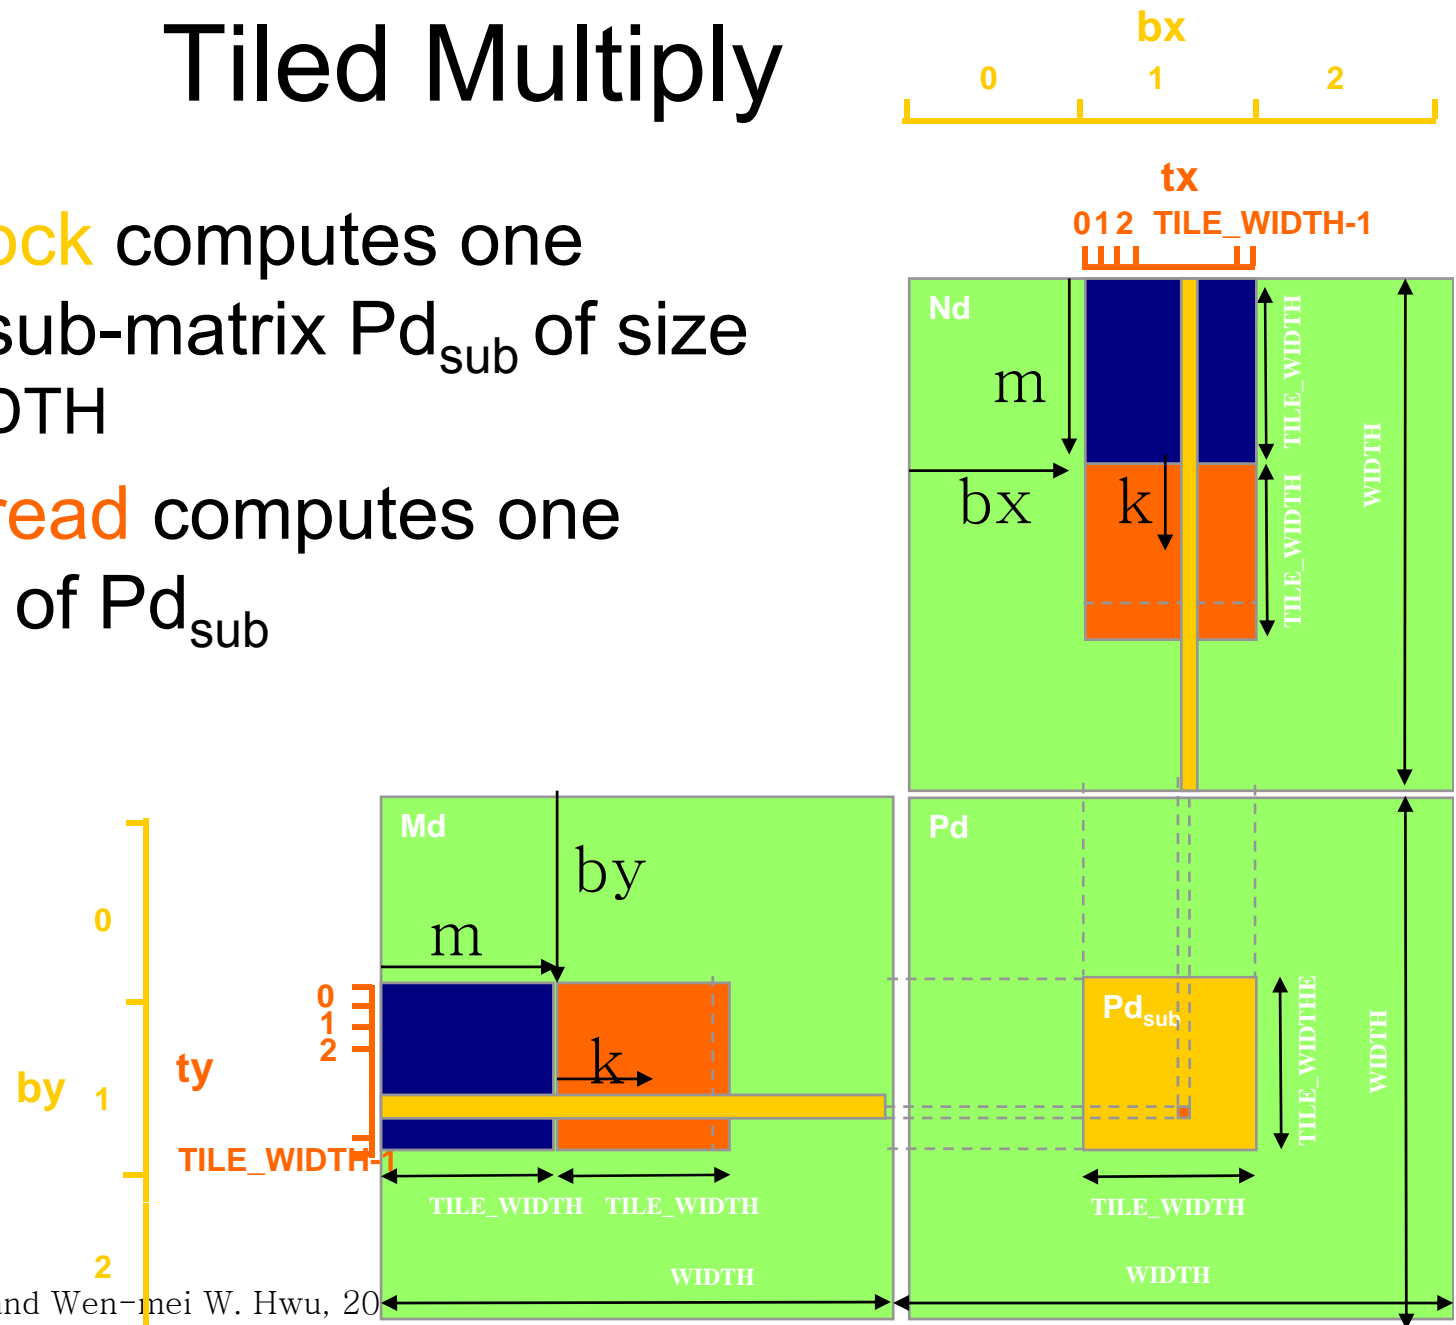 Tiled Multiply
bx
0 1 2
tx
0 1 2 TILE_WIDTH-1
ock computes one
sub-matrix Pdsub of size
DTH
read computes one
of Pdsub
Nd
m
bx
k
TILE_WIDTH
TILE_WIDTH
WIDTH
Md
by
m
k
Pd
Pdsub
TILE_WIDTHE
WIDTH
0
1
2
by
ty
0
1
2
TILE_WIDTH-1
TILE_WIDTH TILE_WIDTH
TILE_WIDTH
WIDTH
WIDTH
and Wen-mei W. Hwu, 20